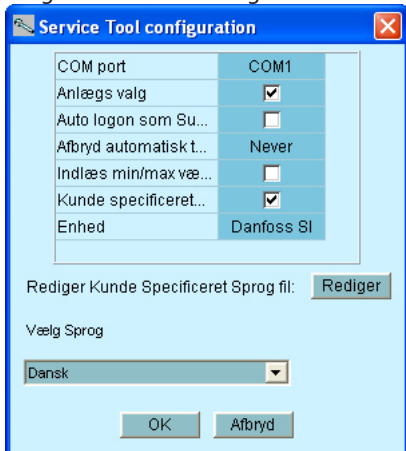 Service Tool configuration
COM port COM1
Anlægs valg
Auto logon som Su...
Afbryd automatisk t... Never
Indlæs min/max væ...
Kunde specificeret...
Enhed Danfoss SI
Rediger Kunde Specificeret Sprog fil: Rediger
Vælg Sprog
Dansk
OK Afbryd